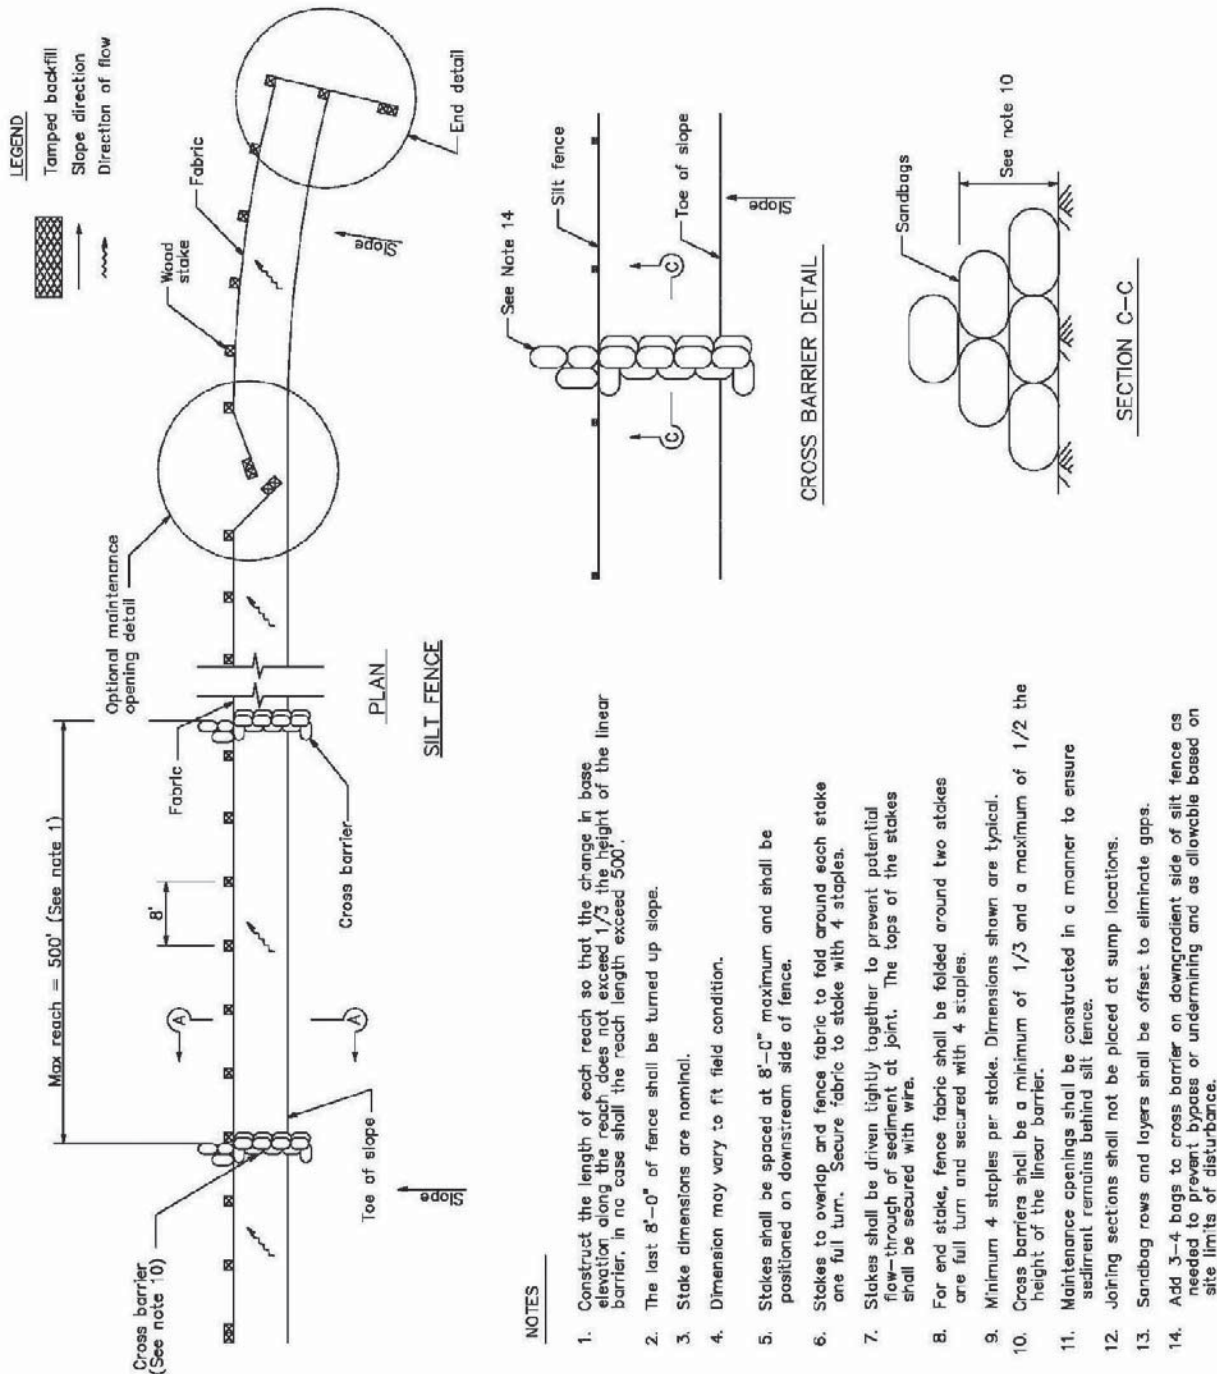 LEGEND
Tamped backfill
Slope direction
Direction of flow
Max reach = 500' (See note 1)
8'
A
A
Cross barrier
(See note 10)
Toe of slope
Slope
Fabric
Cross barrier
Optional maintenance
opening detail
Wood
stake
Fabric
Slope
End detail
PLAN
SILT FENCE
See Note 14
Silt fence
C
C
Toe of slope
Slope
CROSS BARRIER DETAIL
Sandbags
See note 10
SECTION C-C
NOTES
1. Construct the length of each reach so that the change in base
elevation along the reach does not exceed 1/3 the height of the linear
barrier. in no case shall the reach length exceed 500'.
2. The last 8'-0" of fence shall be turned up slope.
3. Stake dimensions are nominal.
4. Dimension may vary to fit field condition.
5. Stakes shall be spaced at 8'-0" maximum and shall be
positioned on downstream side of fence.
6. Stakes to overlap and fence fabric to fold around each stake
one full turn. Secure fabric to stake with 4 staples.
7. Stakes shall be driven tightly together to prevent potential
flow-through of sediment at joint. The tops of the stakes
shall be secured with wire.
8. For end stake, fence fabric shall be folded around two stakes
one full turn and secured with 4 staples.
9. Minimum 4 staples per stake. Dimensions shown are typical.
10. Cross barriers shall be a minimum of 1/3 and a maximum of 1/2 the
height of the linear barrier.
11. Maintenance openings shall be constructed in a manner to ensure
sediment remains behind silt fence.
12. Joining sections shall not be placed at sump locations.
13. Sandbag rows and layers shall be offset to eliminate gaps.
14. Add 3-4 bags to cross barrier on downgradient side of silt fence as
needed to prevent bypass or undermining and as allowable based on
site limits of disturbance.